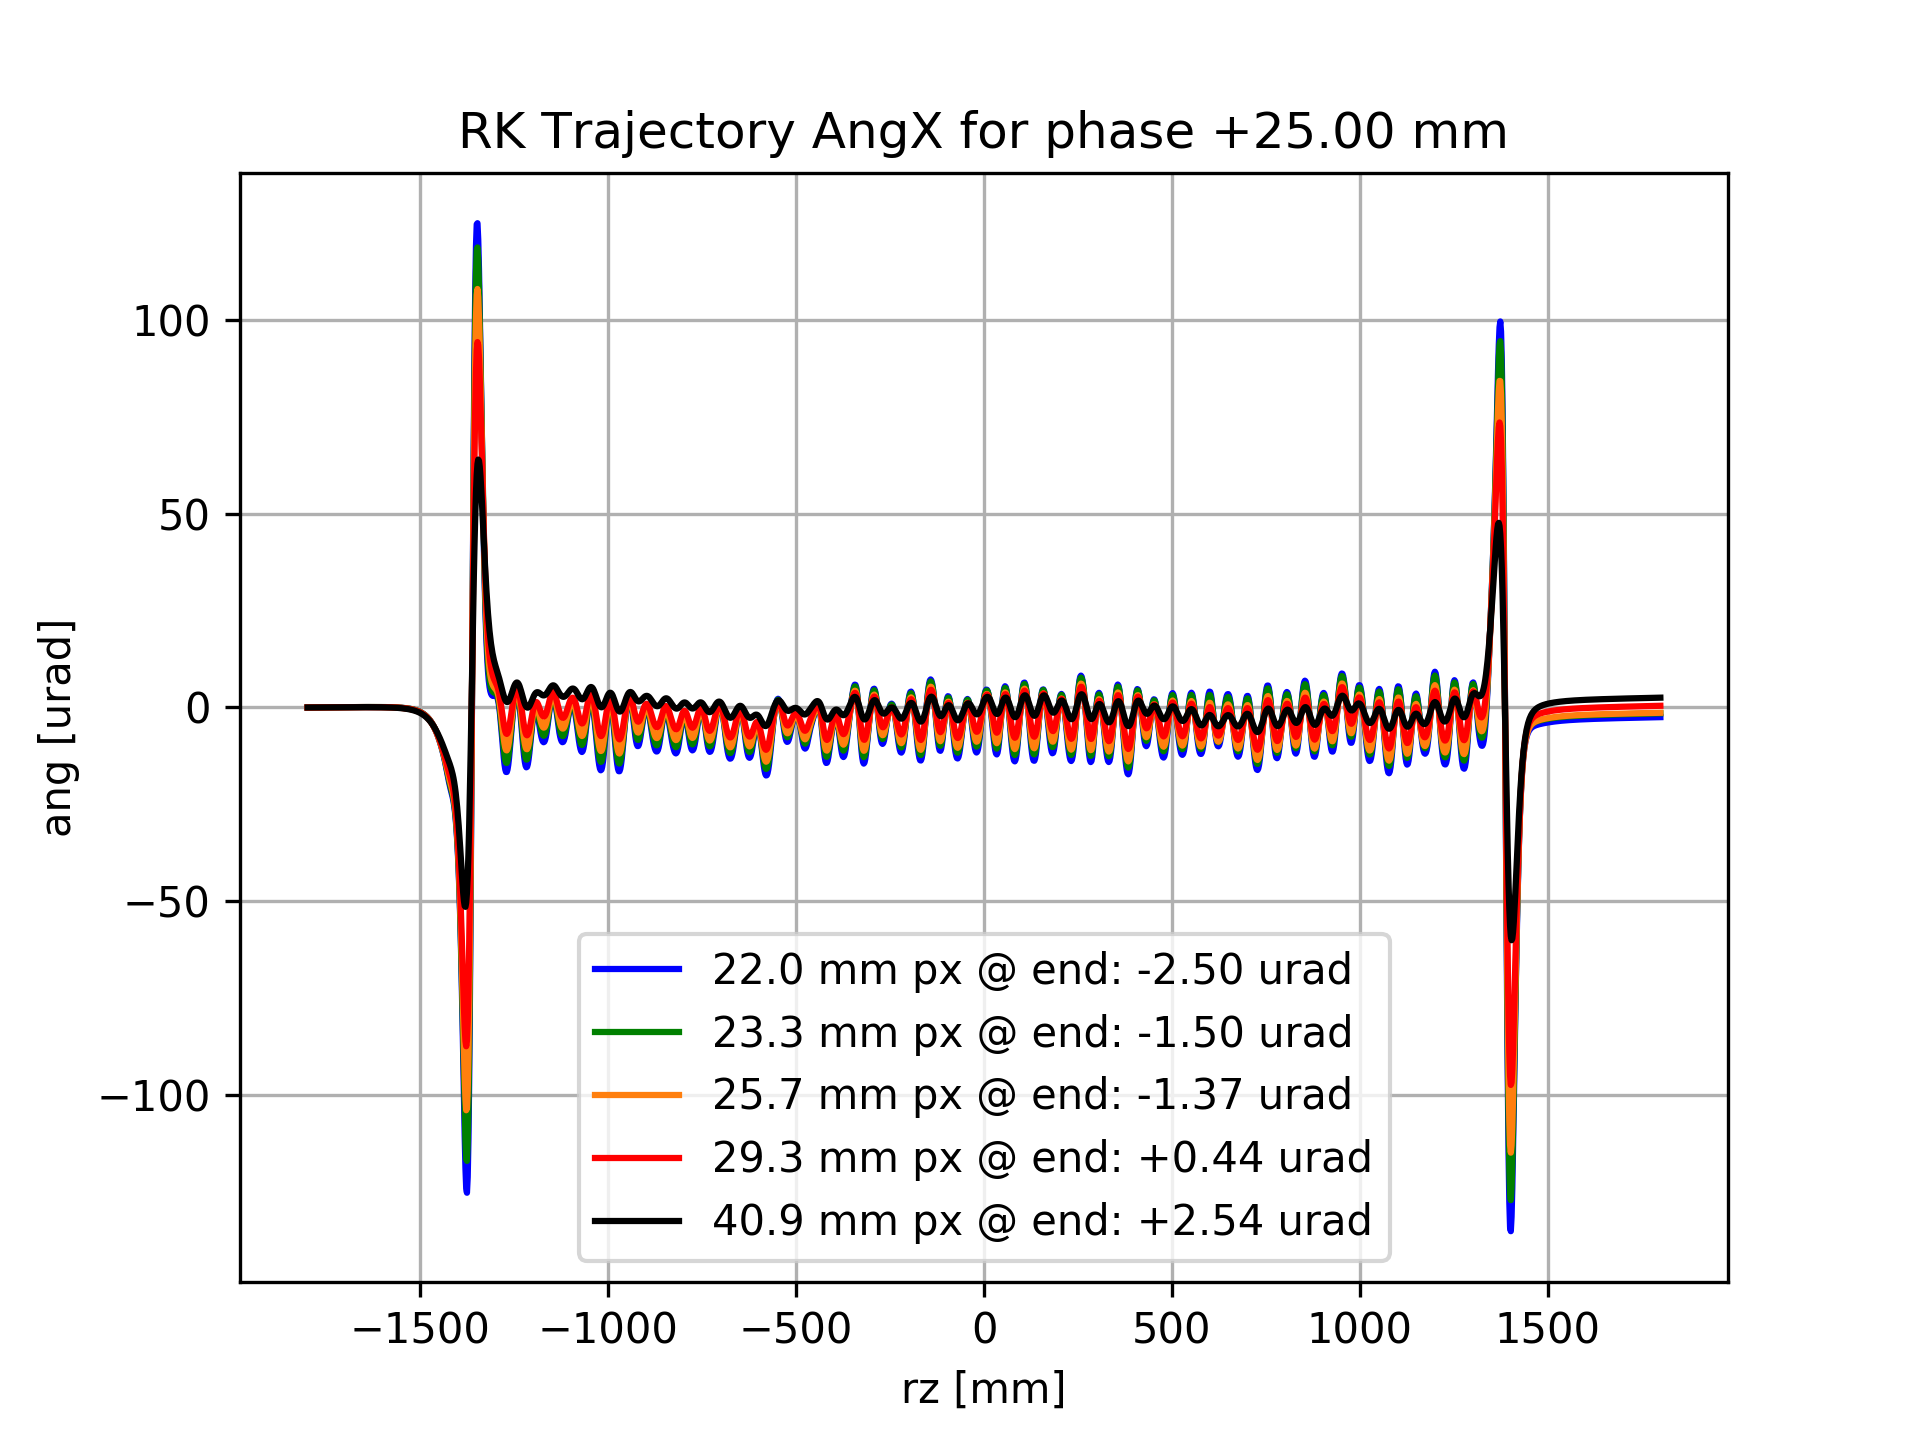 RK Trajectory AngX for phase +25.00 mm
100
50
0
−50
−100
ang [urad]
22.0 mm px @ end: -2.50 urad
23.3 mm px @ end: -1.50 urad
25.7 mm px @ end: -1.37 urad
29.3 mm px @ end: +0.44 urad
40.9 mm px @ end: +2.54 urad
−1500 −1000 −500 0 500 1000 1500
rz [mm]